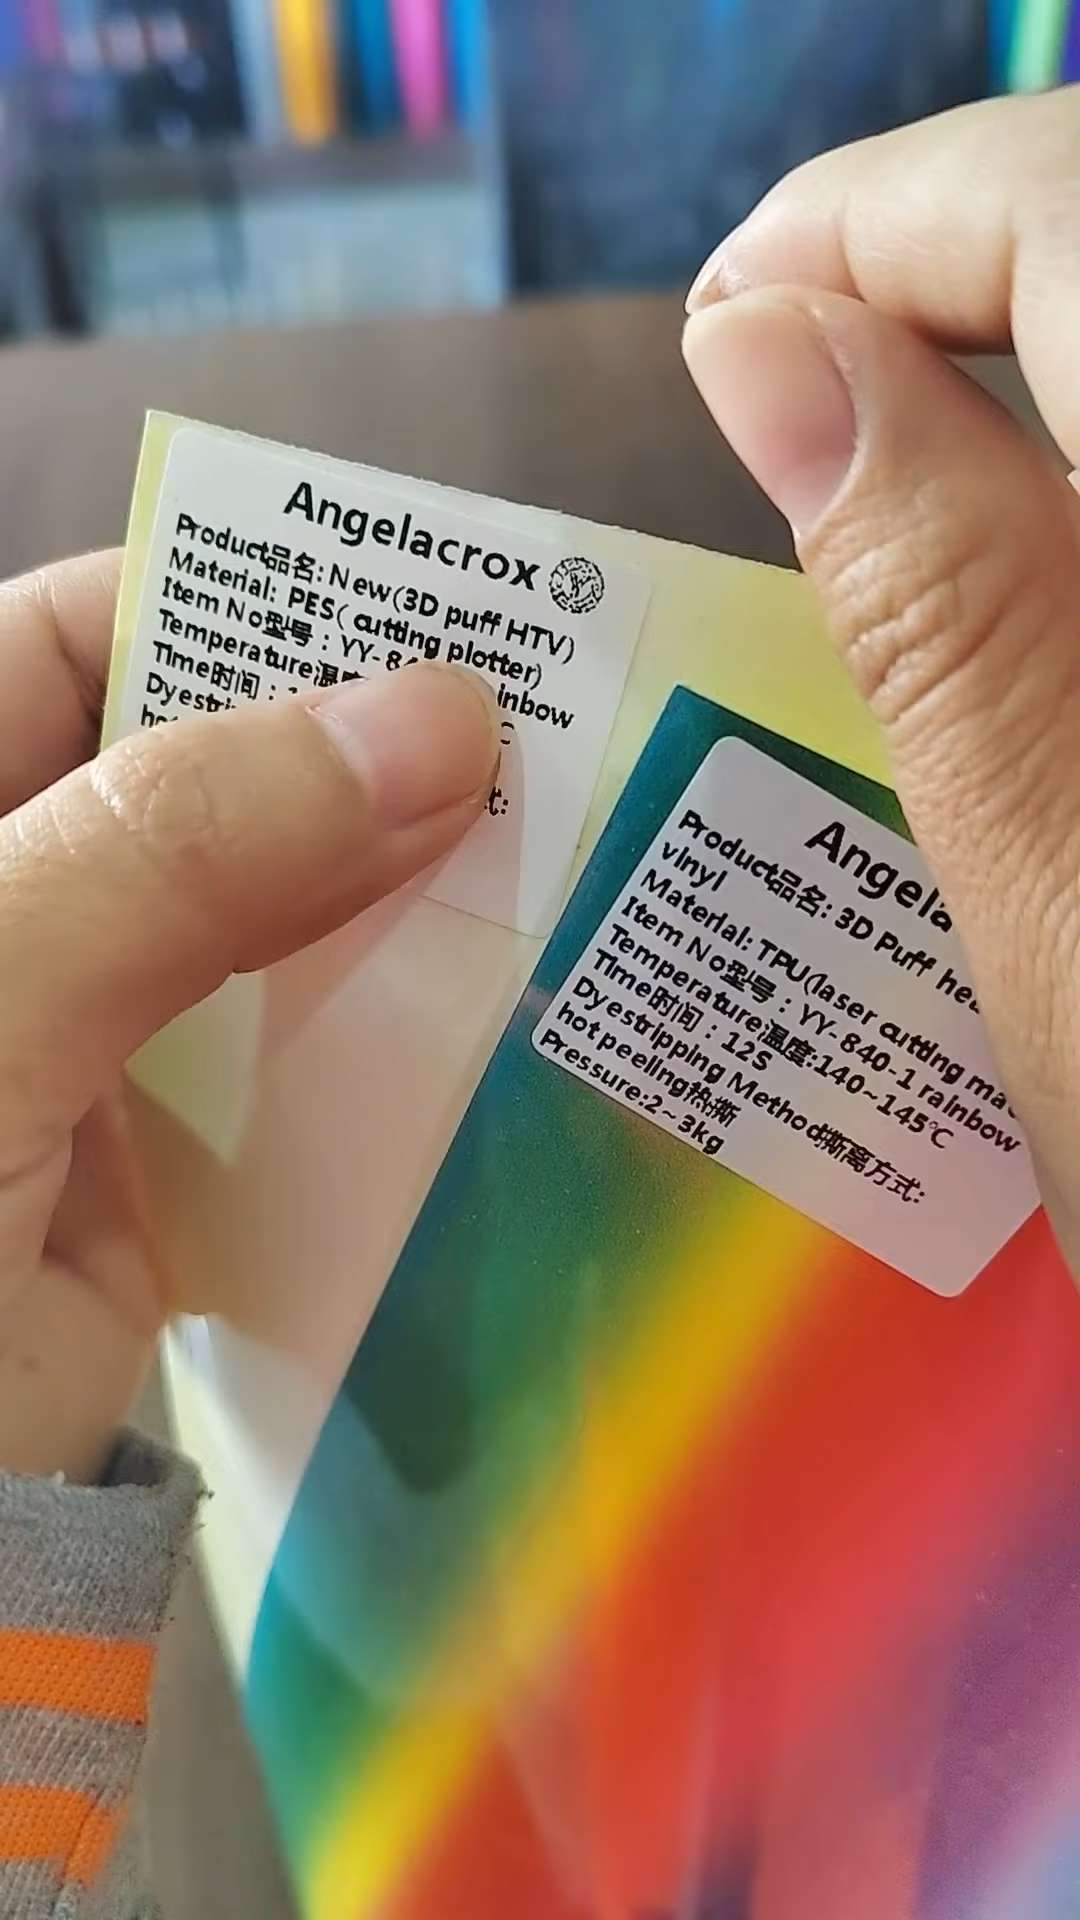 Angelacrox
Product品名: New(3D puff HTV)
Material: PES( cutting plotter)
Item No型号：YY-84
Temperature温度
Time时间：
Angela
Product品名: 3D Puff
vinyl
Material: TPU(laser cutting
Item No型号：YY-840-1 rainbow
Temperature温度:140~145℃
Time时间：12S
Dyestripping Method撕离方式:
hot peeling热撕
Pressure:2~3kg